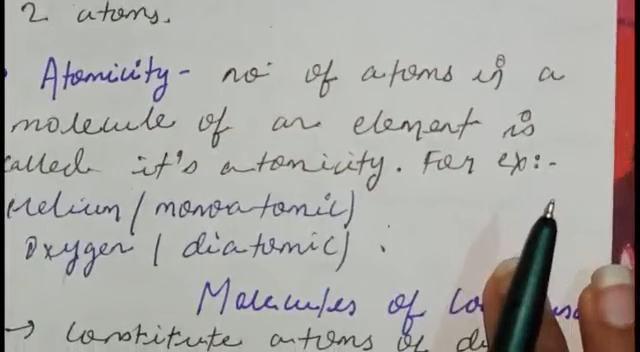 2 atoms.
Atomicity - no. of atoms in a
molecule of an element is
called it's atomicity. For ex:-
Helium / monoatomic)
Oxygen / diatomic) .
Molecules of
→ constitute atoms of